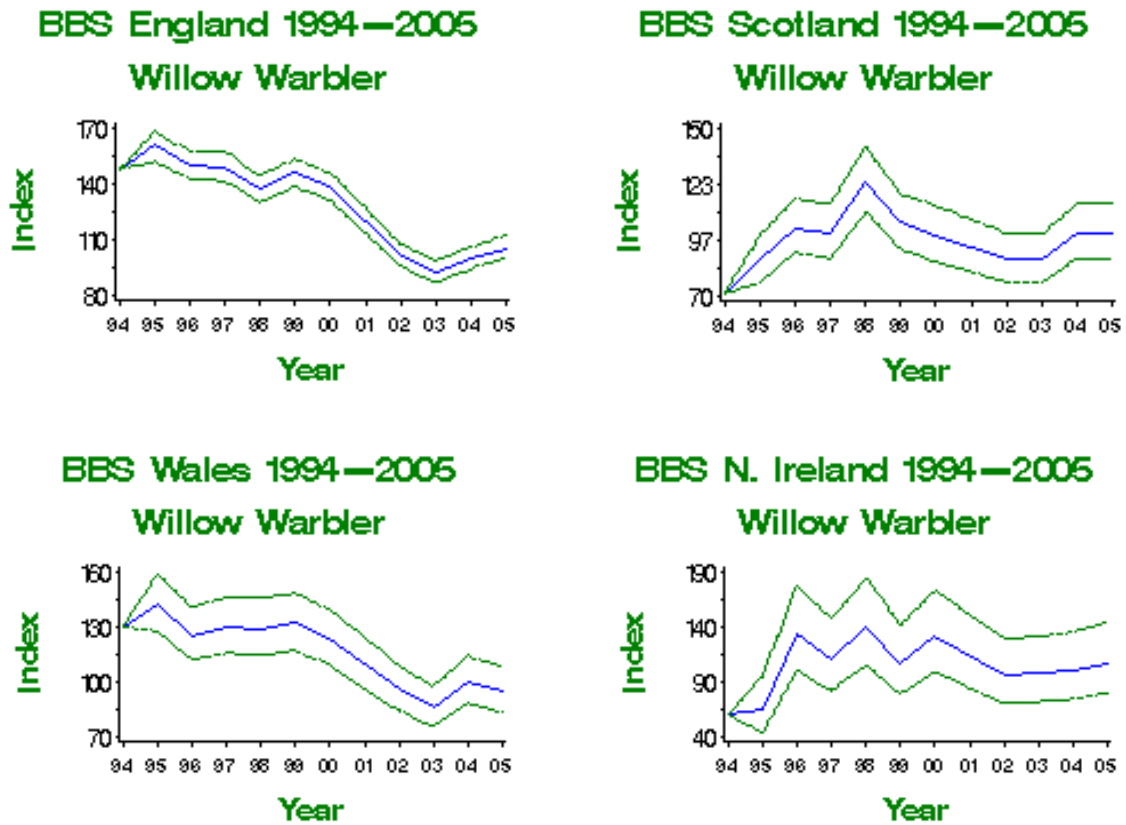 BBS England 1994—2005
Willow Warbler
170
140
110
80
Index
94 95 96 97 98 99 00 01 02 03 04 05
Year
BBS Scotland 1994—2005
Willow Warbler
150
123
97
70
Index
94 95 96 97 98 99 00 01 02 03 04 05
Year
BBS Wales 1994—2005
Willow Warbler
160
130
100
70
Index
94 95 96 97 98 99 00 01 02 03 04 05
Year
BBS N. Ireland 1994—2005
Willow Warbler
190
140
90
40
Index
94 95 96 97 98 99 00 01 02 03 04 05
Year